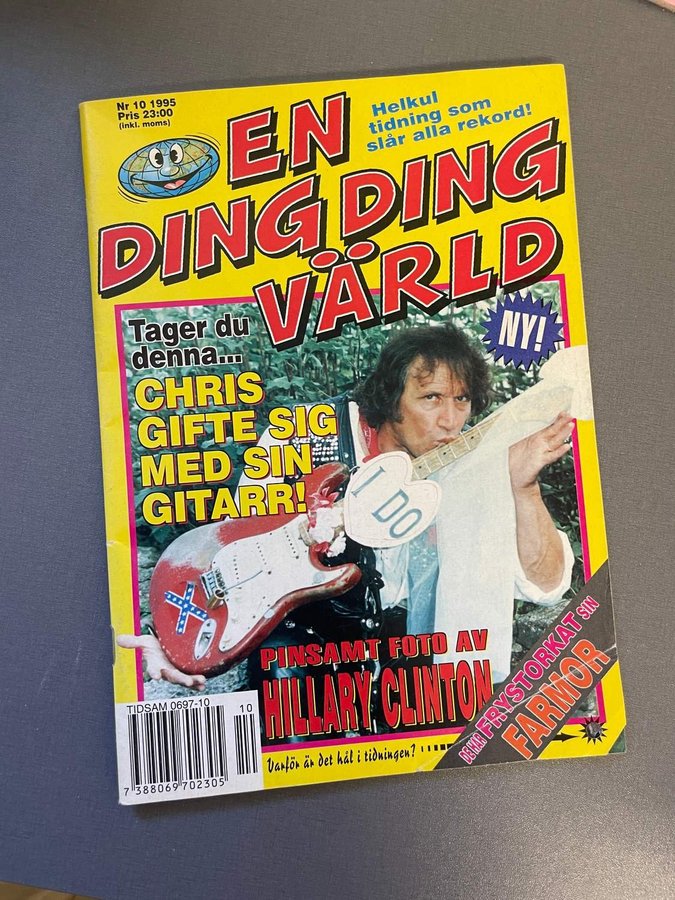 Nr 10 1995
Pris 23:00
(inkl. moms)
Helkul
tidning som
slår alla rekord!
EN
DING DING
VÄRLD
NY!
Tager du
denna...
CHRIS
GIFTE SIG
MED SIN
GITARR!
I DO
PINSAMT FOTO AV
HILLARY CLINTON
DE HAR FRYSTORKAT SIN
FARMOR
TIDSAM 0697-10
10
7 388069 702305
Varför är det hål i tidningen?